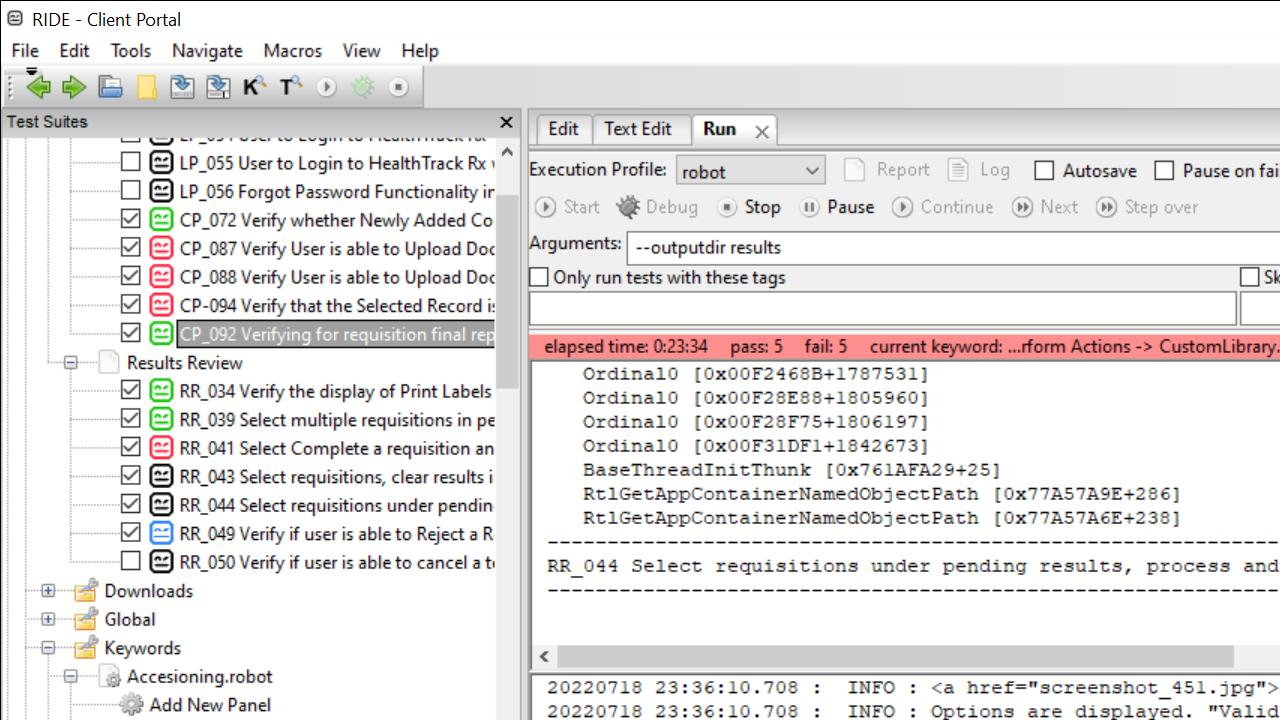 RIDE - Client Portal
File Edit Tools Navigate Macros View Help
K T
Test Suites
LP_055 User to Login to HealthTrack Rx
LP_056 Forgot Password Functionality in
CP_072 Verify whether Newly Added Co
CP_087 Verify User is able to Upload Doc
CP_088 Verify User is able to Upload Doc
CP-094 Verify that the Selected Record is
CP_092 Verifying for requisition final rep
Results Review
RR_034 Verify the display of Print Labels
RR_039 Select multiple requisitions in pe
RR_041 Select Complete a requisition an
RR_043 Select requisitions, clear results i
RR_044 Select requisitions under pendin
RR_049 Verify if user is able to Reject a R
RR_050 Verify if user is able to cancel a t
Downloads
Global
Keywords
Accesioning.robot
Add New Panel
Edit Text Edit Run
Execution Profile: robot Report Log Autosave Pause on fai
Start Debug Stop Pause Continue Next Step over
Arguments: --outputdir results
Only run tests with these tags Sk
elapsed time: 0:23:34 pass: 5 fail: 5 current keyword: ...rform Actions -> CustomLibrary.
Ordinal0 [0x00F2468B+1787531]
Ordinal0 [0x00F28E88+1805960]
Ordinal0 [0x00F28F75+1806197]
Ordinal0 [0x00F31DF1+1842673]
BaseThreadInitThunk [0x761AFA29+25]
RtlGetAppContainerNamedObjectPath [0x77A57A9E+286]
RtlGetAppContainerNamedObjectPath [0x77A57A6E+238]
RR_044 Select requisitions under pending results, process and
20220718 23:36:10.708 : INFO : <a href="screenshot_451.jpg">
20220718 23:36:10.708 : INFO : Options are displayed. "Valid